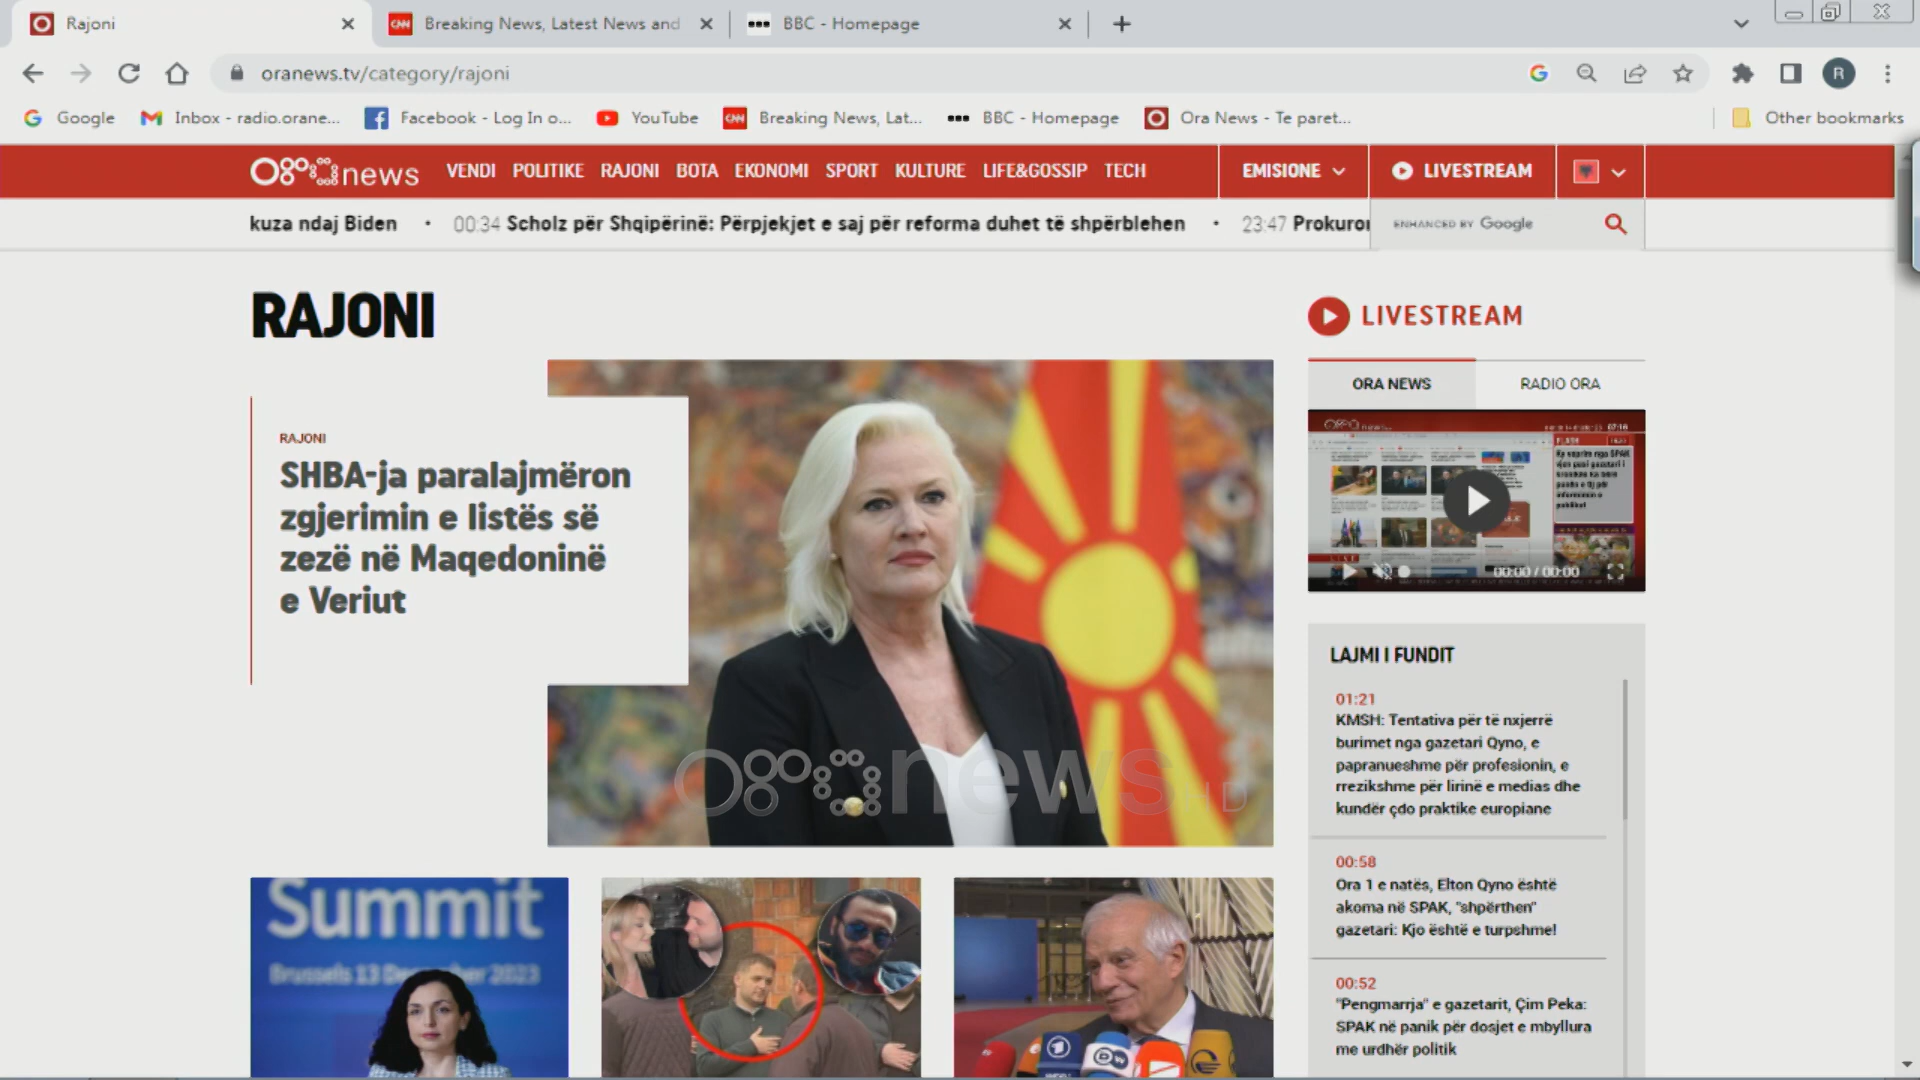 Rajoni
Breaking News, Latest News and
BBC - Homepage
oranews.tv/category/rajoni
R
Google
Inbox - radio.orane...
Facebook - Log In o...
YouTube
Breaking News, Lat...
BBC - Homepage
Ora News - Te paret...
Other bookmarks
news
VENDI POLITIKE RAJONI BOTA EKONOMI SPORT KULTURE LIFE&GOSSIP TECH
EMISIONE
LIVESTREAM
kuza ndaj Biden • 00:34 Scholz për Shqipërinë: Përpjekjet e saj për reforma duhet të shpërblehen • 23:47 Prokuror
ENHANCED BY Google
RAJONI
LIVESTREAM
ORA NEWS
RADIO ORA
RAJONI
SHBA-ja paralajmëron
zgjerimin e listës së
zezë në Maqedoninë
e Veriut
news HD
00:00 / 00:00
LAJMI I FUNDIT
01:21
KMSH: Tentativa për të nxjerrë
burimet nga gazetari Qyno, e
papranueshme për profesionin, e
rrezikshme për lirinë e medias dhe
kundër çdo praktike europiane
00:58
Ora 1 e natës, Elton Qyno është
akoma në SPAK, "shpërthen"
gazetari: Kjo është e turpshme!
00:52
"Pengmarrja" e gazetarit, Çim Peka:
SPAK në panik për dosjet e mbyllura
me urdhër politik
Summit
Brussels 13 December 2023